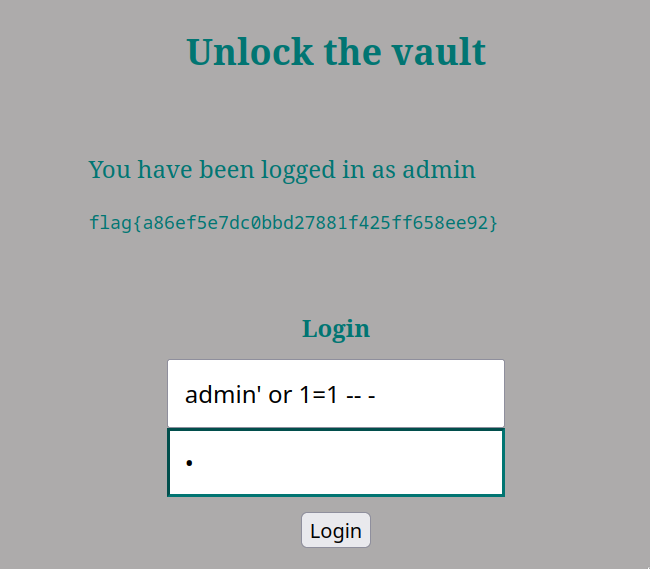 Unlock the vault
You have been logged in as admin
flag{a86ef5e7dc0bbd27881f425ff658ee92}
Login
admin' or 1=1 -- -
•
Login